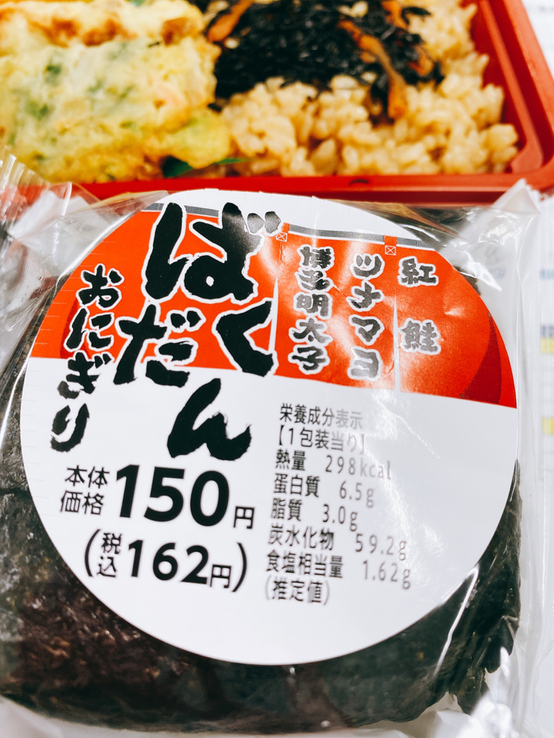 紅鮭
ツナマヨ
博多明太子
ばくだん
おにぎり
本体
価格 150円
(税込162円)
栄養成分表示
【1包装当り】
熱量 298kcal
蛋白質 6.5g
脂質 3.0g
炭水化物 59.2g
食塩相当量 1.62g
(推定値)